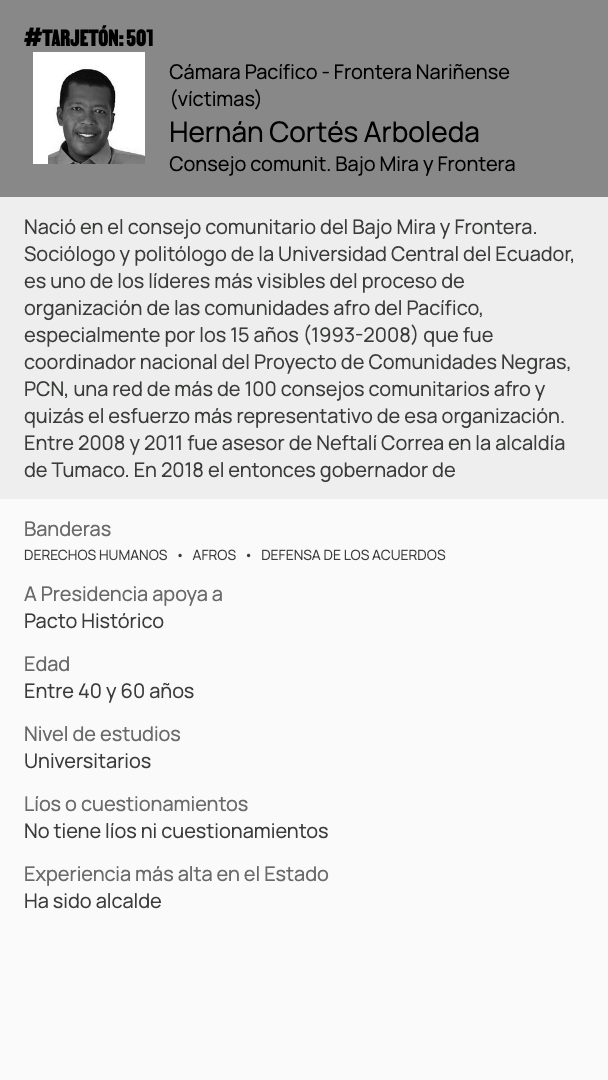 #TARJETÓN: 501
Cámara Pacífico - Frontera Nariñense
(víctimas)
Hernán Cortés Arboleda
Consejo comunit. Bajo Mira y Frontera
Nació en el consejo comunitario del Bajo Mira y Frontera.
Sociólogo y politólogo de la Universidad Central del Ecuador,
es uno de los líderes más visibles del proceso de
organización de las comunidades afro del Pacífico,
especialmente por los 15 años (1993-2008) que fue
coordinador nacional del Proyecto de Comunidades Negras,
PCN, una red de más de 100 consejos comunitarios afro y
quizás el esfuerzo más representativo de esa organización.
Entre 2008 y 2011 fue asesor de Neftalí Correa en la alcaldía
de Tumaco. En 2018 el entonces gobernador de
Banderas
DERECHOS HUMANOS • AFROS • DEFENSA DE LOS ACUERDOS
A Presidencia apoya a
Pacto Histórico
Edad
Entre 40 y 60 años
Nivel de estudios
Universitarios
Líos o cuestionamientos
No tiene líos ni cuestionamientos
Experiencia más alta en el Estado
Ha sido alcalde